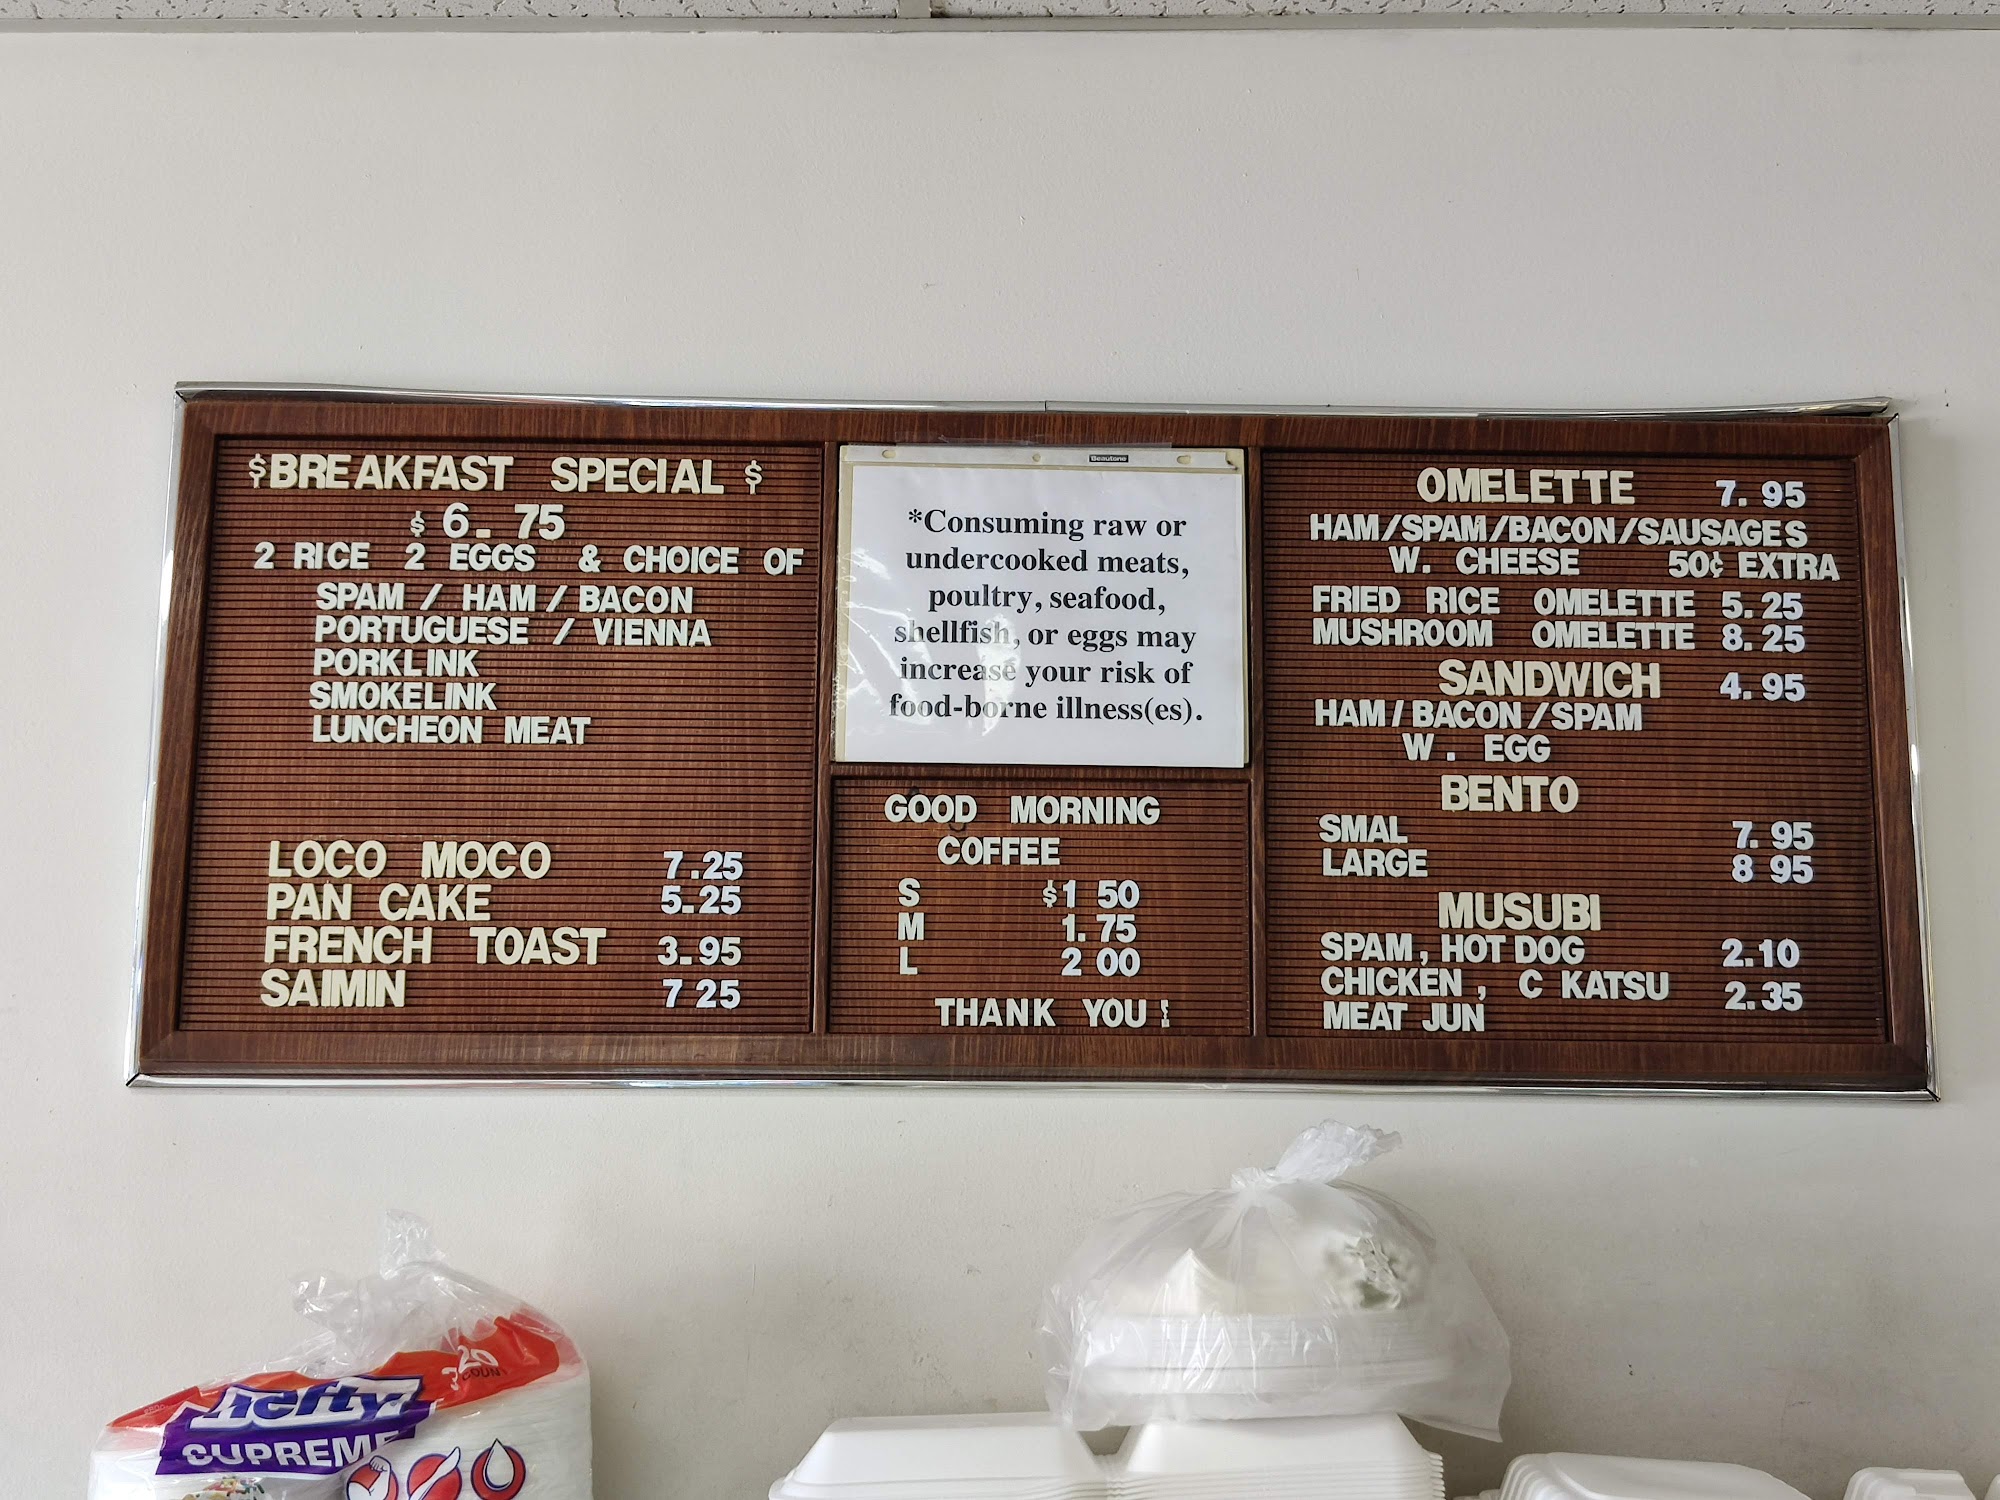 $BREAKFAST SPECIAL $
$ 6. 75
2 RICE 2 EGGS & CHOICE OF
SPAM / HAM / BACON
PORTUGUESE / VIENNA
PORKLINK
SMOKELINK
LUNCHEON MEAT
LOCO MOCO 7.25
PAN CAKE 5.25
FRENCH TOAST 3.95
SAIMIN 7 25
Beautone
*Consuming raw or
undercooked meats,
poultry, seafood,
shellfish, or eggs may
increase your risk of
food-borne illness(es).
GOOD MORNING
COFFEE
S $1 50
M 1. 75
L 2 00
THANK YOU !
OMELETTE 7. 95
HAM/SPAM/BACON/SAUSAGES
W. CHEESE 50¢ EXTRA
FRIED RICE OMELETTE 5. 25
MUSHROOM OMELETTE 8. 25
SANDWICH 4. 95
HAM/BACON/SPAM
W. EGG
BENTO
SMAL 7. 95
LARGE 8 95
MUSUBI
SPAM, HOT DOG 2.10
CHICKEN, C KATSU 2.35
MEAT JUN
320
COUNT
hefty
SUPREME